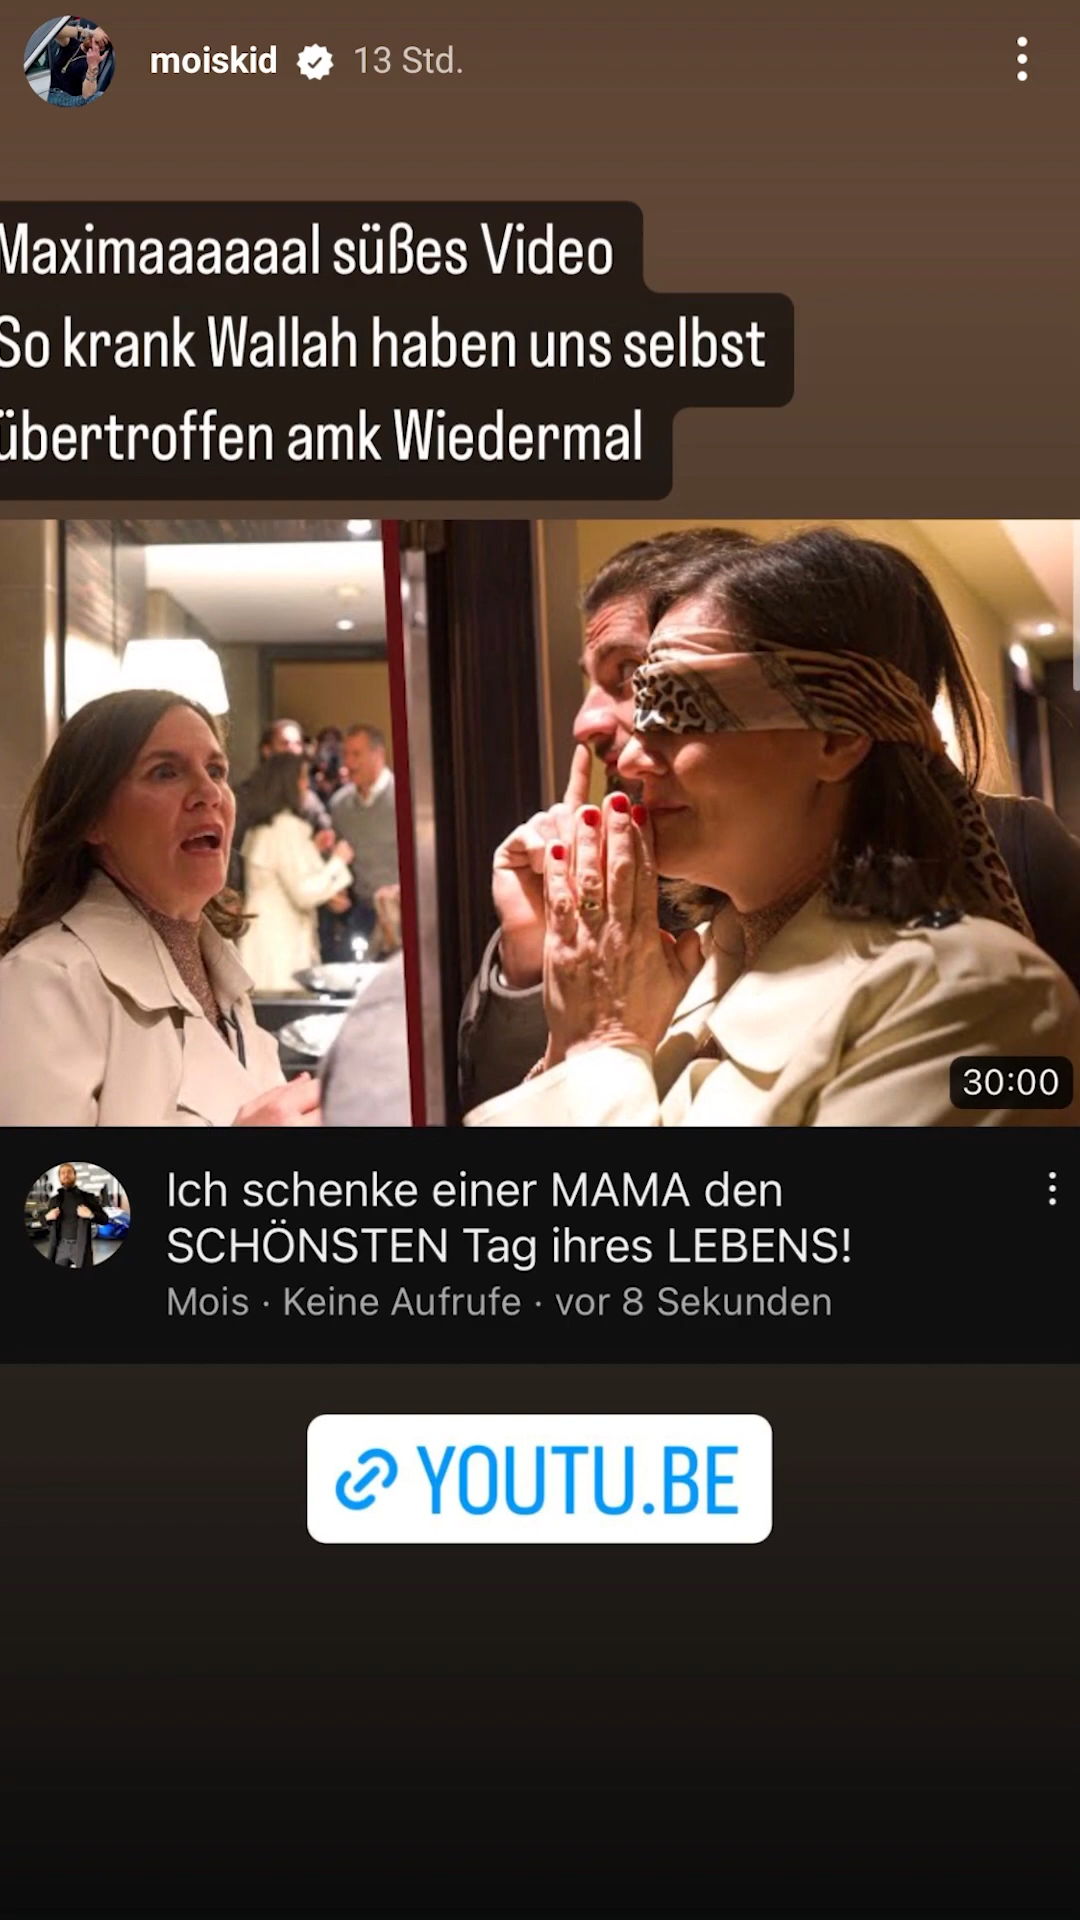 moiskid 13 Std.
Maximaaaaaal süßes Video
So krank Wallah haben uns selbst
übertroffen amk Wiedermal
30:00
Ich schenke einer MAMA den
SCHÖNSTEN Tag ihres LEBENS!
Mois · Keine Aufrufe · vor 8 Sekunden
YOUTU.BE